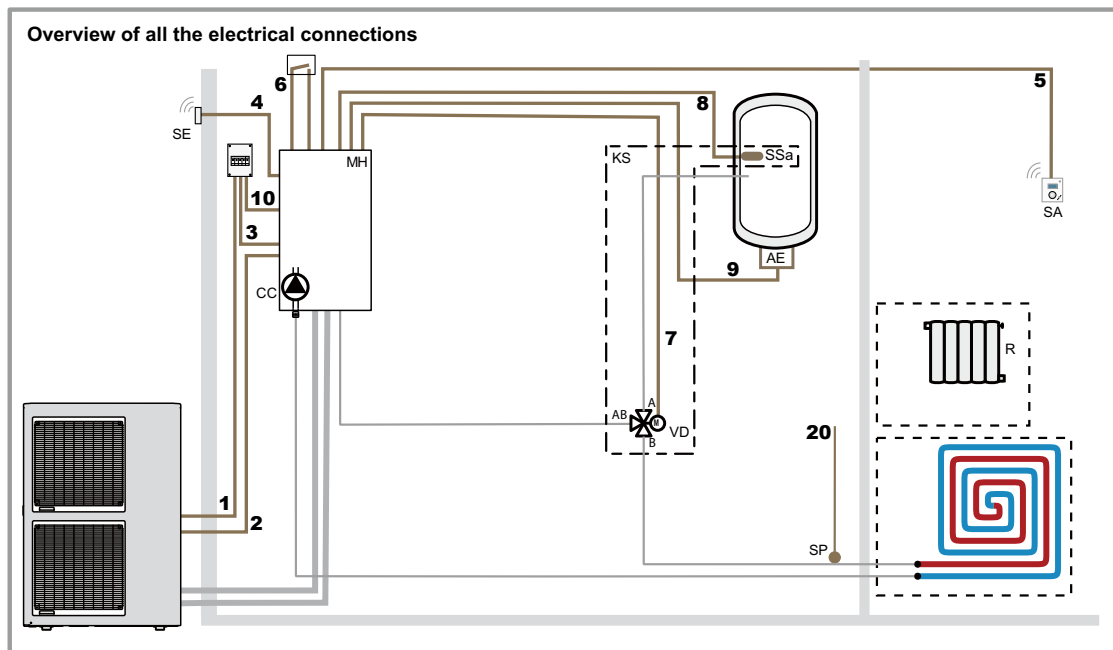 Overview of all the electrical connections
6
5
4
8
SE
MH
KS
SSa
10
SA
3
9
AE
CC
7
R
A
AB
M
VD
B
20
1
2
SP